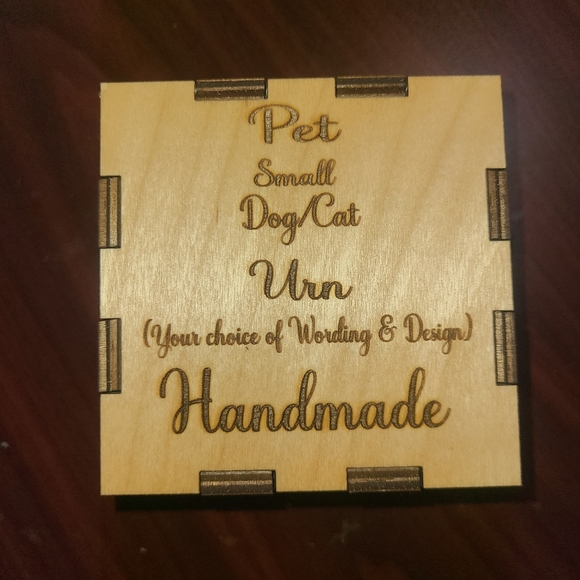 Pet
Small
Dog/Cat
Urn
(Your choice of Wording & Design)
Handmade